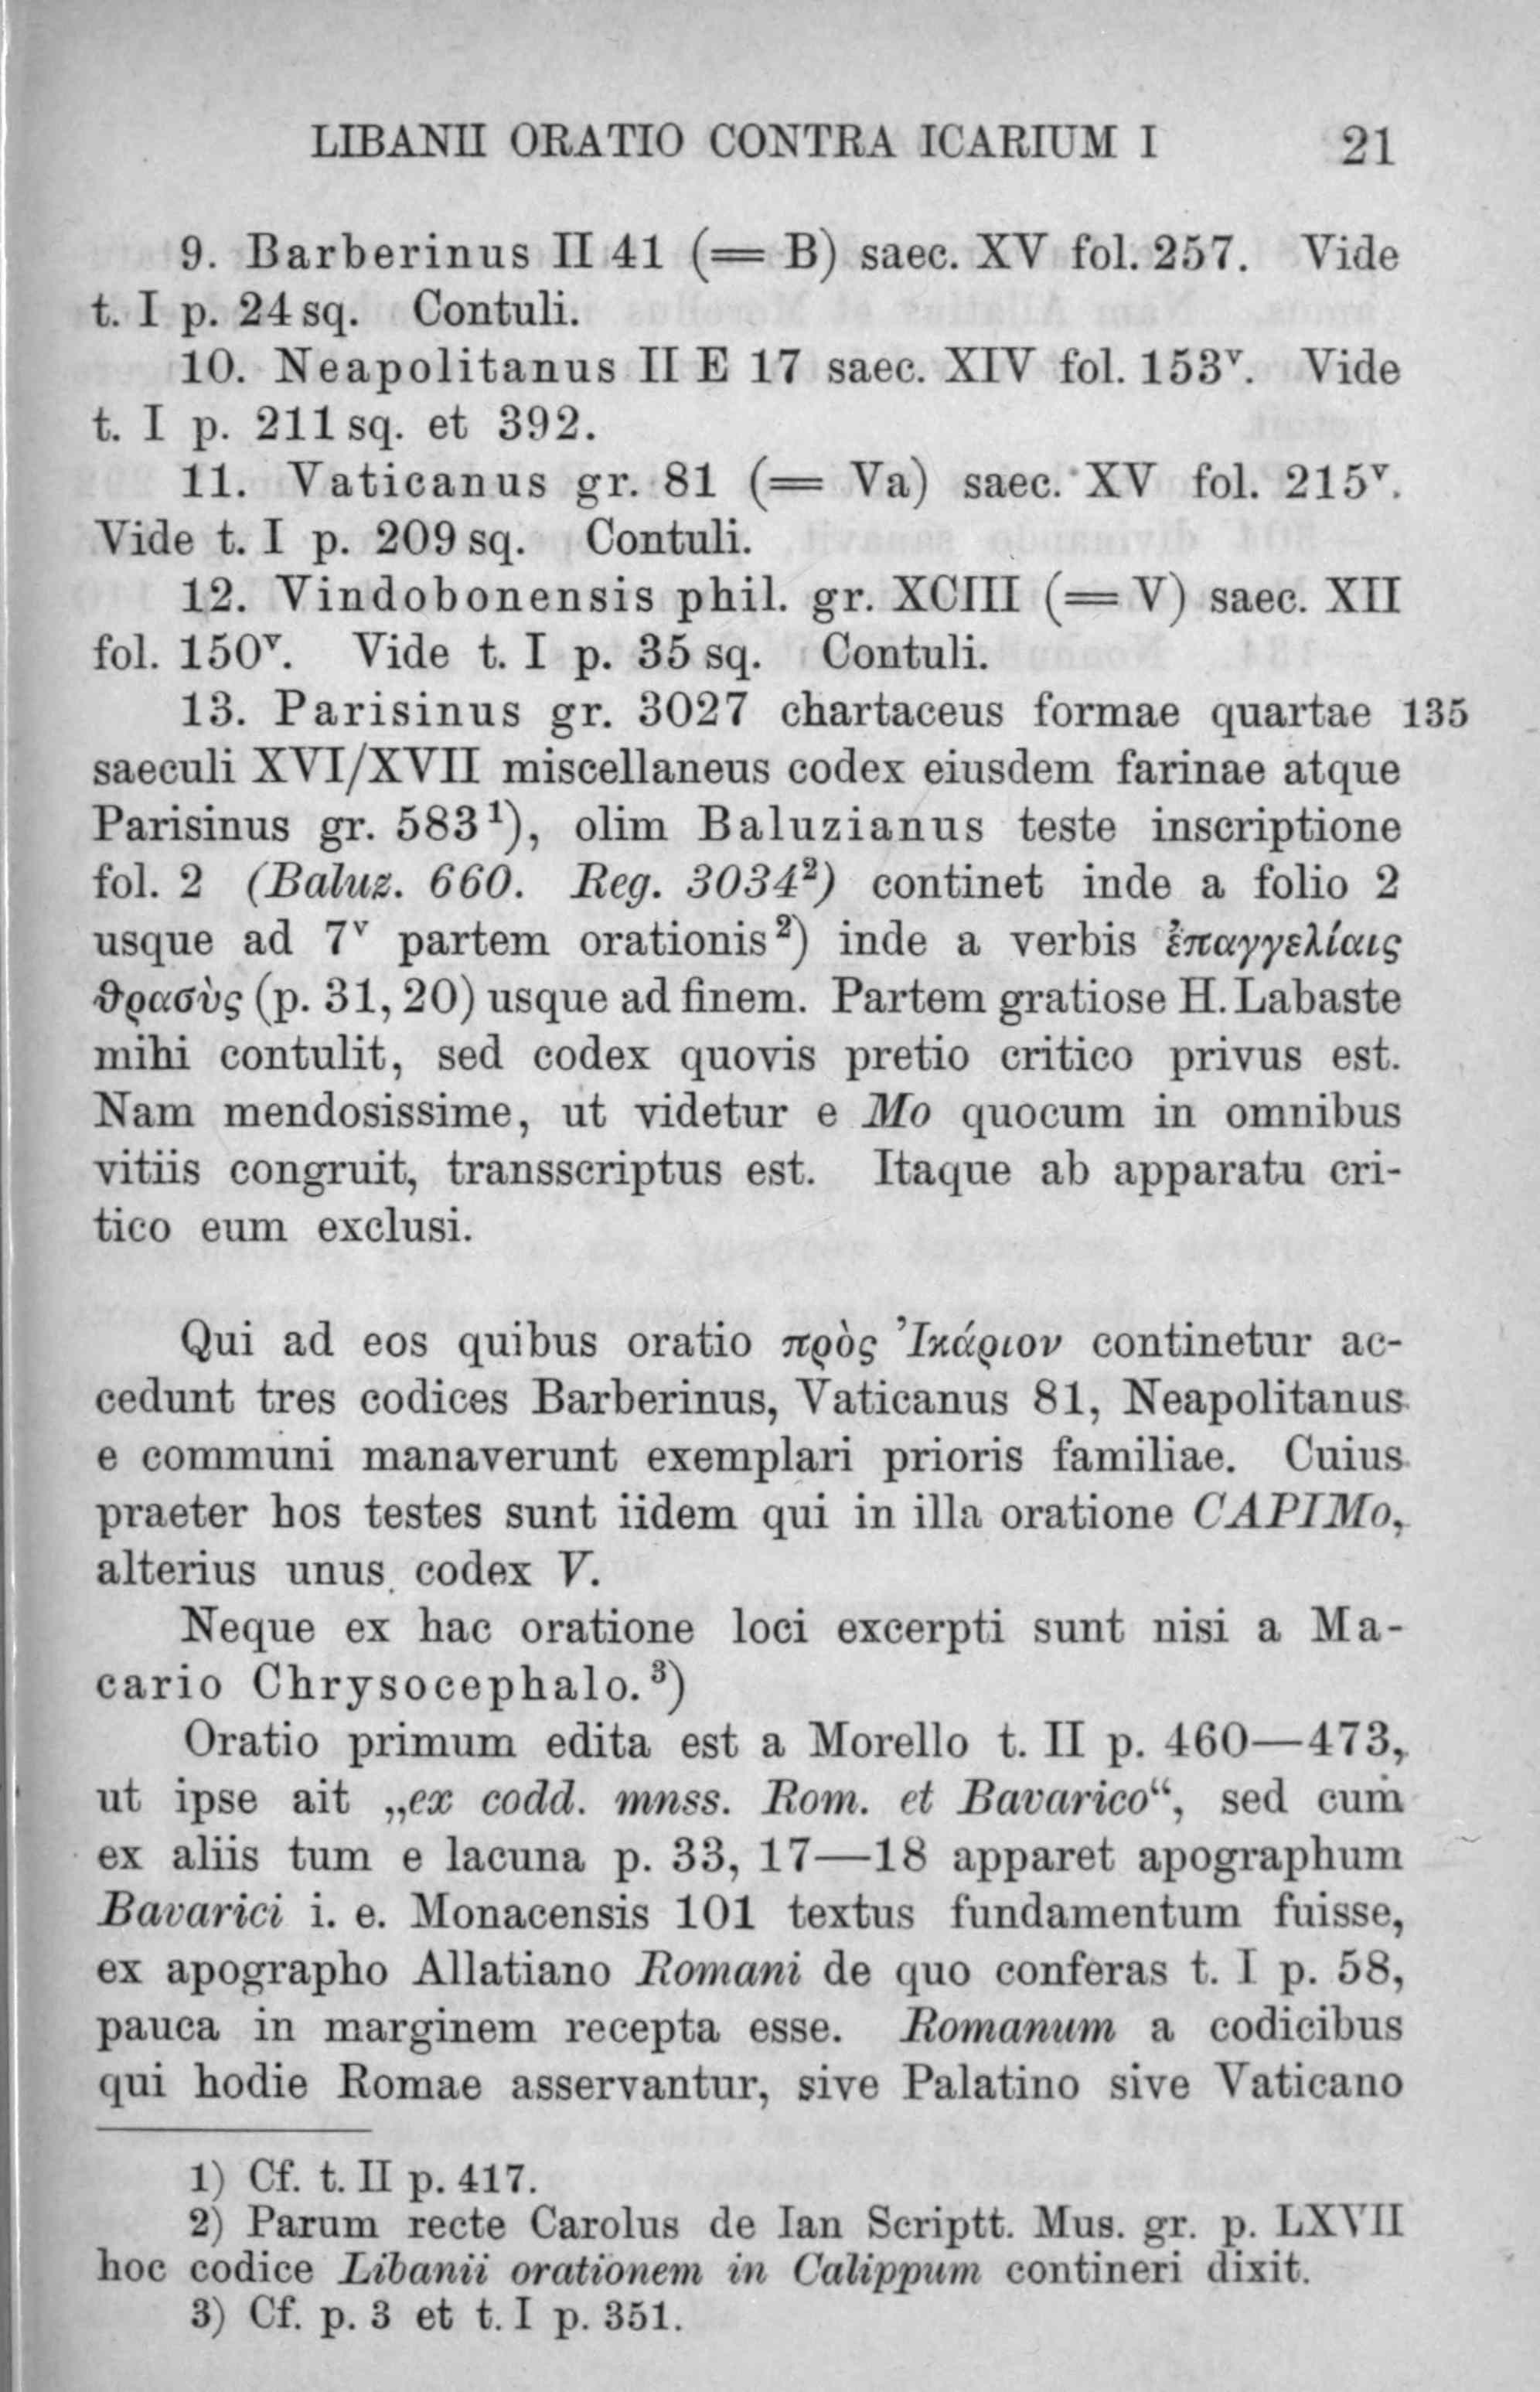 LIBANII ORATIO CONTRA ICARIUM I 21
9. Barberinus II 41 (= B) saec. XV fol. 257. Vide
t. I p. 24 sq. Contuli.
10. Neapolitanus II E 17 saec. XIV fol. 153ᵛ. Vide
t. I p. 211 sq. et 392.
11. Vaticanus gr. 81 (= Va) saec. XV fol. 215ᵛ.
Vide t. I p. 209 sq. Contuli.
12. Vindobonensis phil. gr. XCIII (= V) saec. XII
fol. 150ᵛ. Vide t. I p. 35 sq. Contuli.
13. Parisinus gr. 3027 chartaceus formae quartae 135
saeculi XVI/XVII miscellaneus codex eiusdem farinae atque
Parisinus gr. 583¹), olim Baluzianus teste inscriptione
fol. 2 (Baluz. 660. Reg. 3034²) continet inde a folio 2
usque ad 7ᵛ partem orationis²) inde a verbis ἐπαγγελίαις
θρασὺς (p. 31, 20) usque ad finem. Partem gratiose H. Labaste
mihi contulit, sed codex quovis pretio critico privus est.
Nam mendosissime, ut videtur e Mo quocum in omnibus
vitiis congruit, transscriptus est. Itaque ab apparatu cri-
tico eum exclusi.
Qui ad eos quibus oratio πρὸς Ἰκάριον continetur ac-
cedunt tres codices Barberinus, Vaticanus 81, Neapolitanus
e communi manaverunt exemplari prioris familiae. Cuius
praeter hos testes sunt iidem qui in illa oratione CAPIMo,
alterius unus codex V.
Neque ex hac oratione loci excerpti sunt nisi a Ma-
cario Chrysocephalo.³)
Oratio primum edita est a Morello t. II p. 460—473,
ut ipse ait „ex codd. mnss. Rom. et Bavarico“, sed cum
ex aliis tum e lacuna p. 33, 17—18 apparet apographum
Bavarici i. e. Monacensis 101 textus fundamentum fuisse,
ex apographo Allatiano Romani de quo conferas t. I p. 58,
pauca in marginem recepta esse. Romanum a codicibus
qui hodie Romae asservantur, sive Palatino sive Vaticano
1) Cf. t. II p. 417.
2) Parum recte Carolus de Ian Scriptt. Mus. gr. p. LXVII
hoc codice Libanii orationem in Calippum contineri dixit.
3) Cf. p. 3 et t. I p. 351.